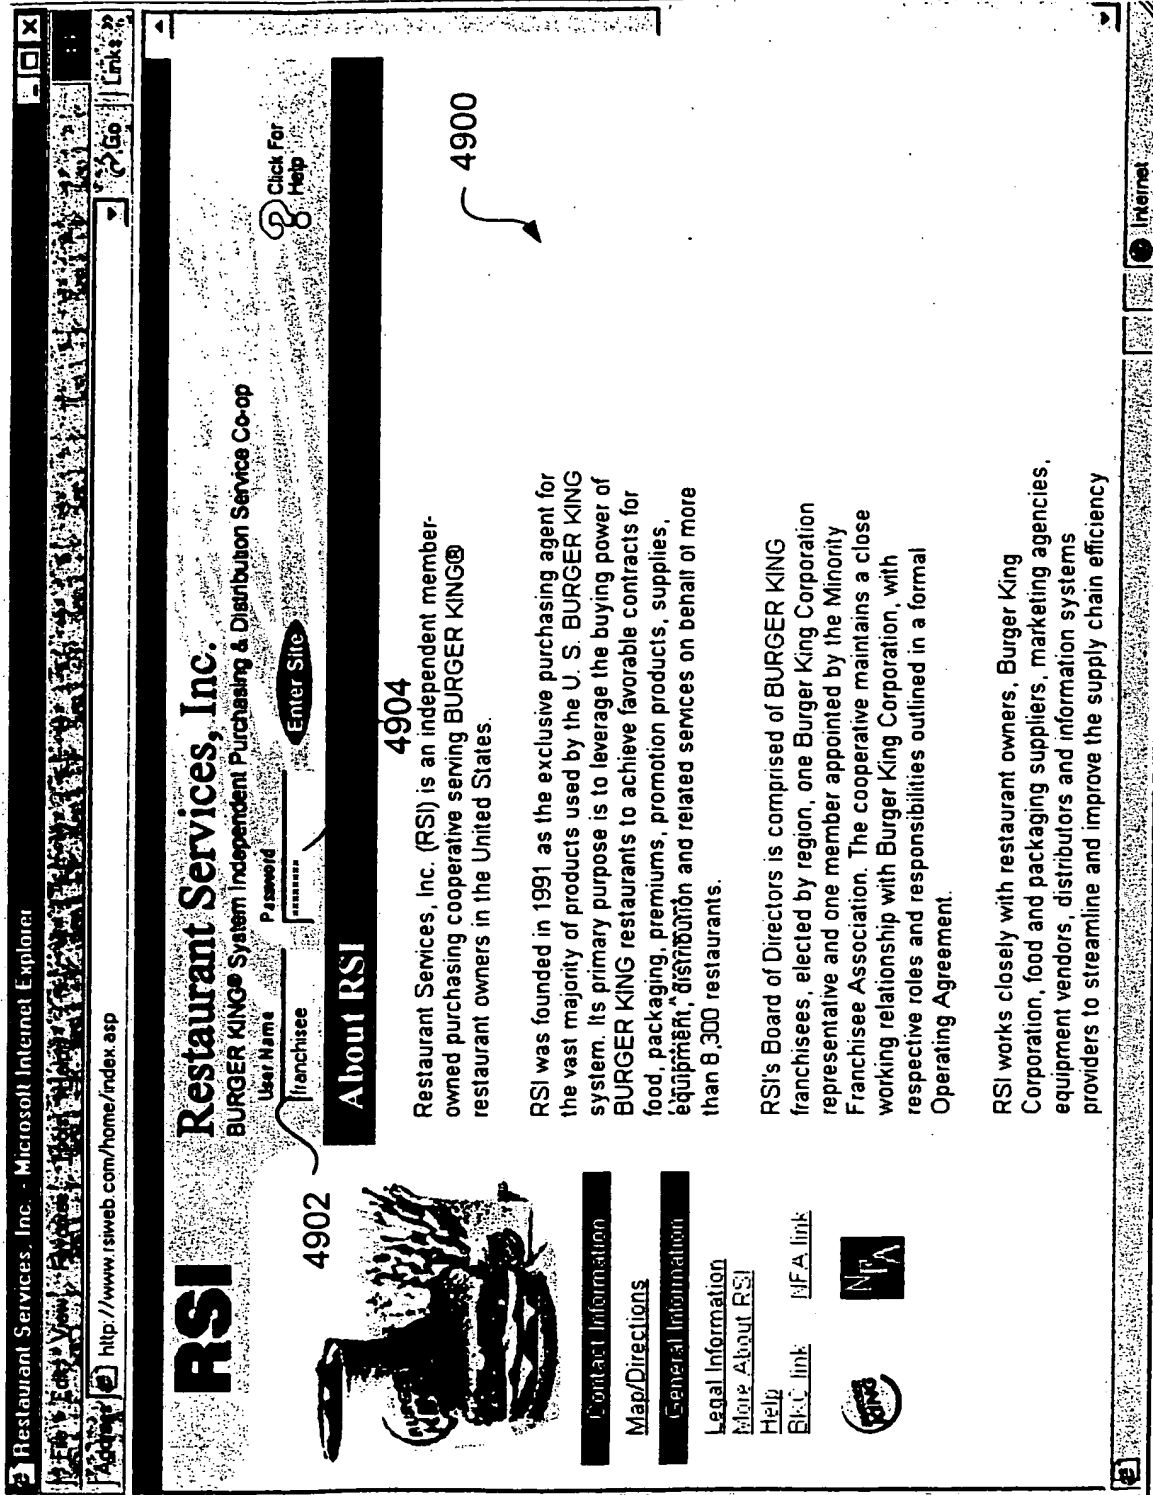 Restaurant Services, Inc. - Microsoft Internet Explorer
File Edit View Favorites Tools Help
Address http://www.rsiweb.com/home/index.asp Go Links »
RSI
Restaurant Services, Inc.
BURGER KING® System Independent Purchasing & Distribution Service Co-op
User Name Password
franchisee ******** Enter Site
Click For
Help
4902
4904
4900
About RSI
Contact Information
Map/Directions
General Information
Legal Information
More About RSI
Help
BKC link NFA link
BURGER KING
NFA
Restaurant Services, Inc. (RSI) is an independent member-
owned purchasing cooperative serving BURGER KING®
restaurant owners in the United States.
RSI was founded in 1991 as the exclusive purchasing agent for
the vast majority of products used by the U. S. BURGER KING
system. Its primary purpose is to leverage the buying power of
BURGER KING restaurants to achieve favorable contracts for
food, packaging, premiums, promotion products, supplies,
equipment, distribution and related services on behalf of more
than 8,300 restaurants.
RSI's Board of Directors is comprised of BURGER KING
franchisees, elected by region, one Burger King Corporation
representative and one member appointed by the Minority
Franchisee Association. The cooperative maintains a close
working relationship with Burger King Corporation, with
respective roles and responsibilities outlined in a formal
Operating Agreement.
RSI works closely with restaurant owners, Burger King
Corporation, food and packaging suppliers, marketing agencies,
equipment vendors, distributors and information systems
providers to streamline and improve the supply chain efficiency
Internet